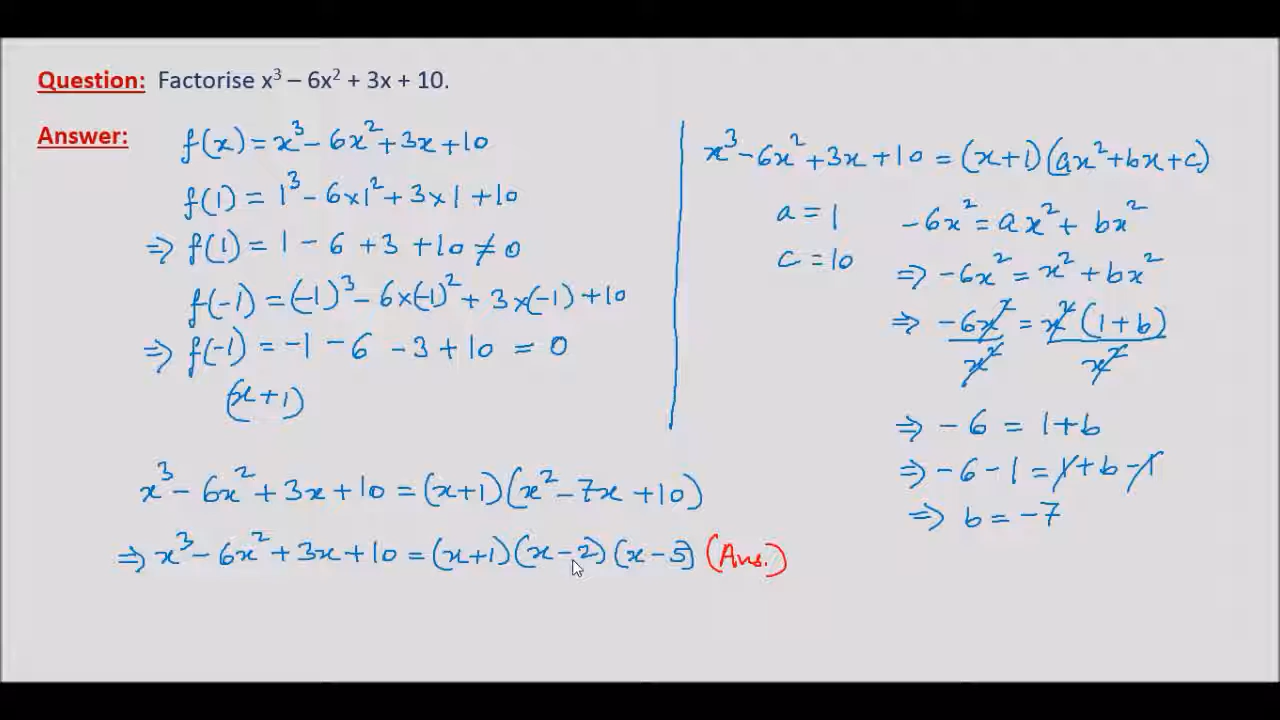 Question: Factorise x³ – 6x² + 3x + 10.
Answer:
f(x) = x³ - 6x² + 3x + 10
f(1) = 1³ - 6×1² + 3×1 + 10
⇒ f(1) = 1 - 6 + 3 + 10 ≠ 0
f(-1) = (-1)³ - 6×(-1)² + 3×(-1) + 10
⇒ f(-1) = -1 - 6 - 3 + 10 = 0
(x+1)
x³ - 6x² + 3x + 10 = (x+1)(ax² + bx + c)
a = 1
c = 10
-6x² = ax² + bx²
⇒ -6x² = x² + bx²
⇒ -6x²/x² = x²(1+b)/x²
⇒ -6 = 1+b
⇒ -6-1 = 1+b-1
⇒ b = -7
x³ - 6x² + 3x + 10 = (x+1)(x² - 7x + 10)
⇒ x³ - 6x² + 3x + 10 = (x+1)(x-2)(x-5) (Ans.)